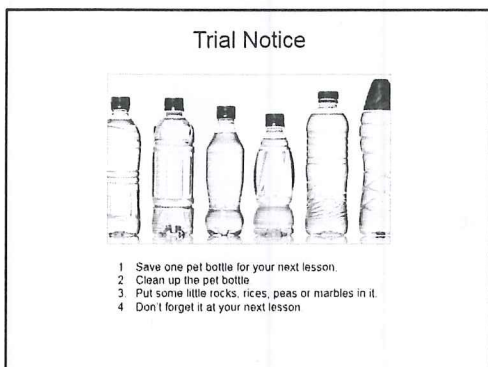 Trial Notice
1 Save one pet bottle for your next lesson.
2 Clean up the pet bottle
3. Put some little rocks, rices, peas or marbles in it.
4 Don't forget it at your next lesson